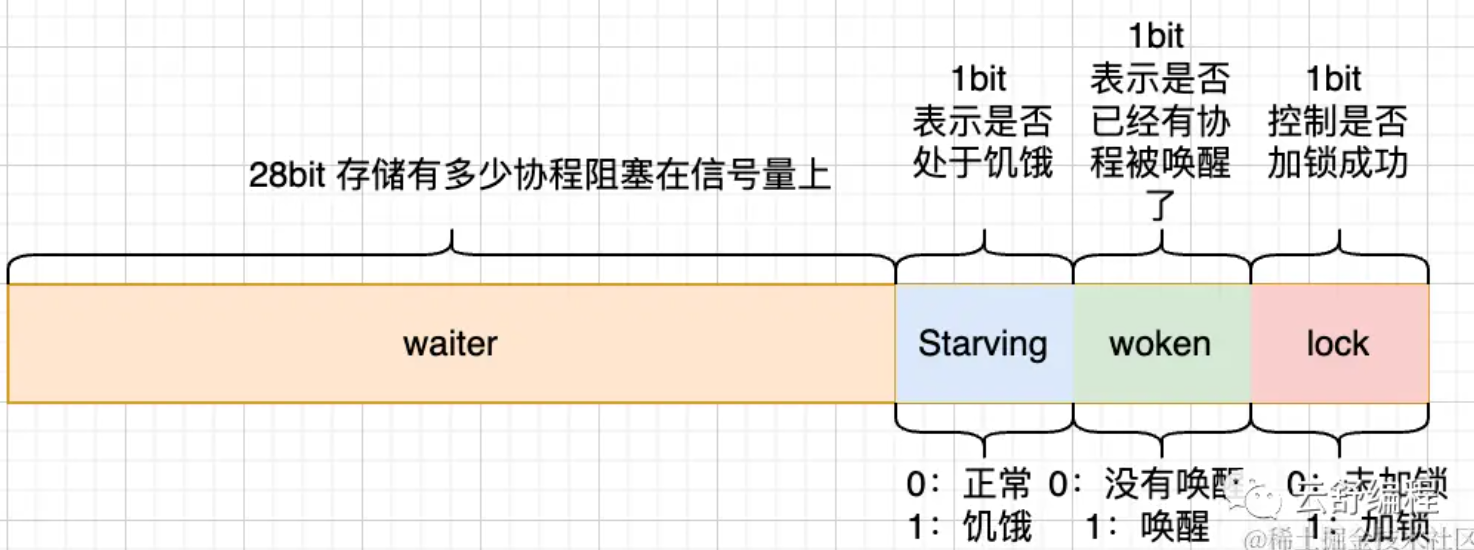 1bit
表示是否
已经有协
程被唤醒
了
1bit
表示是否
处于饥饿
1bit
控制是否
加锁成功
28bit 存储有多少协程阻塞在信号量上
waiter
Starving
woken
lock
0：正常
1：饥饿
0：没有唤醒
1：唤醒
0：未加锁
1：加锁
云舒编程
@稀土掘金技术社区